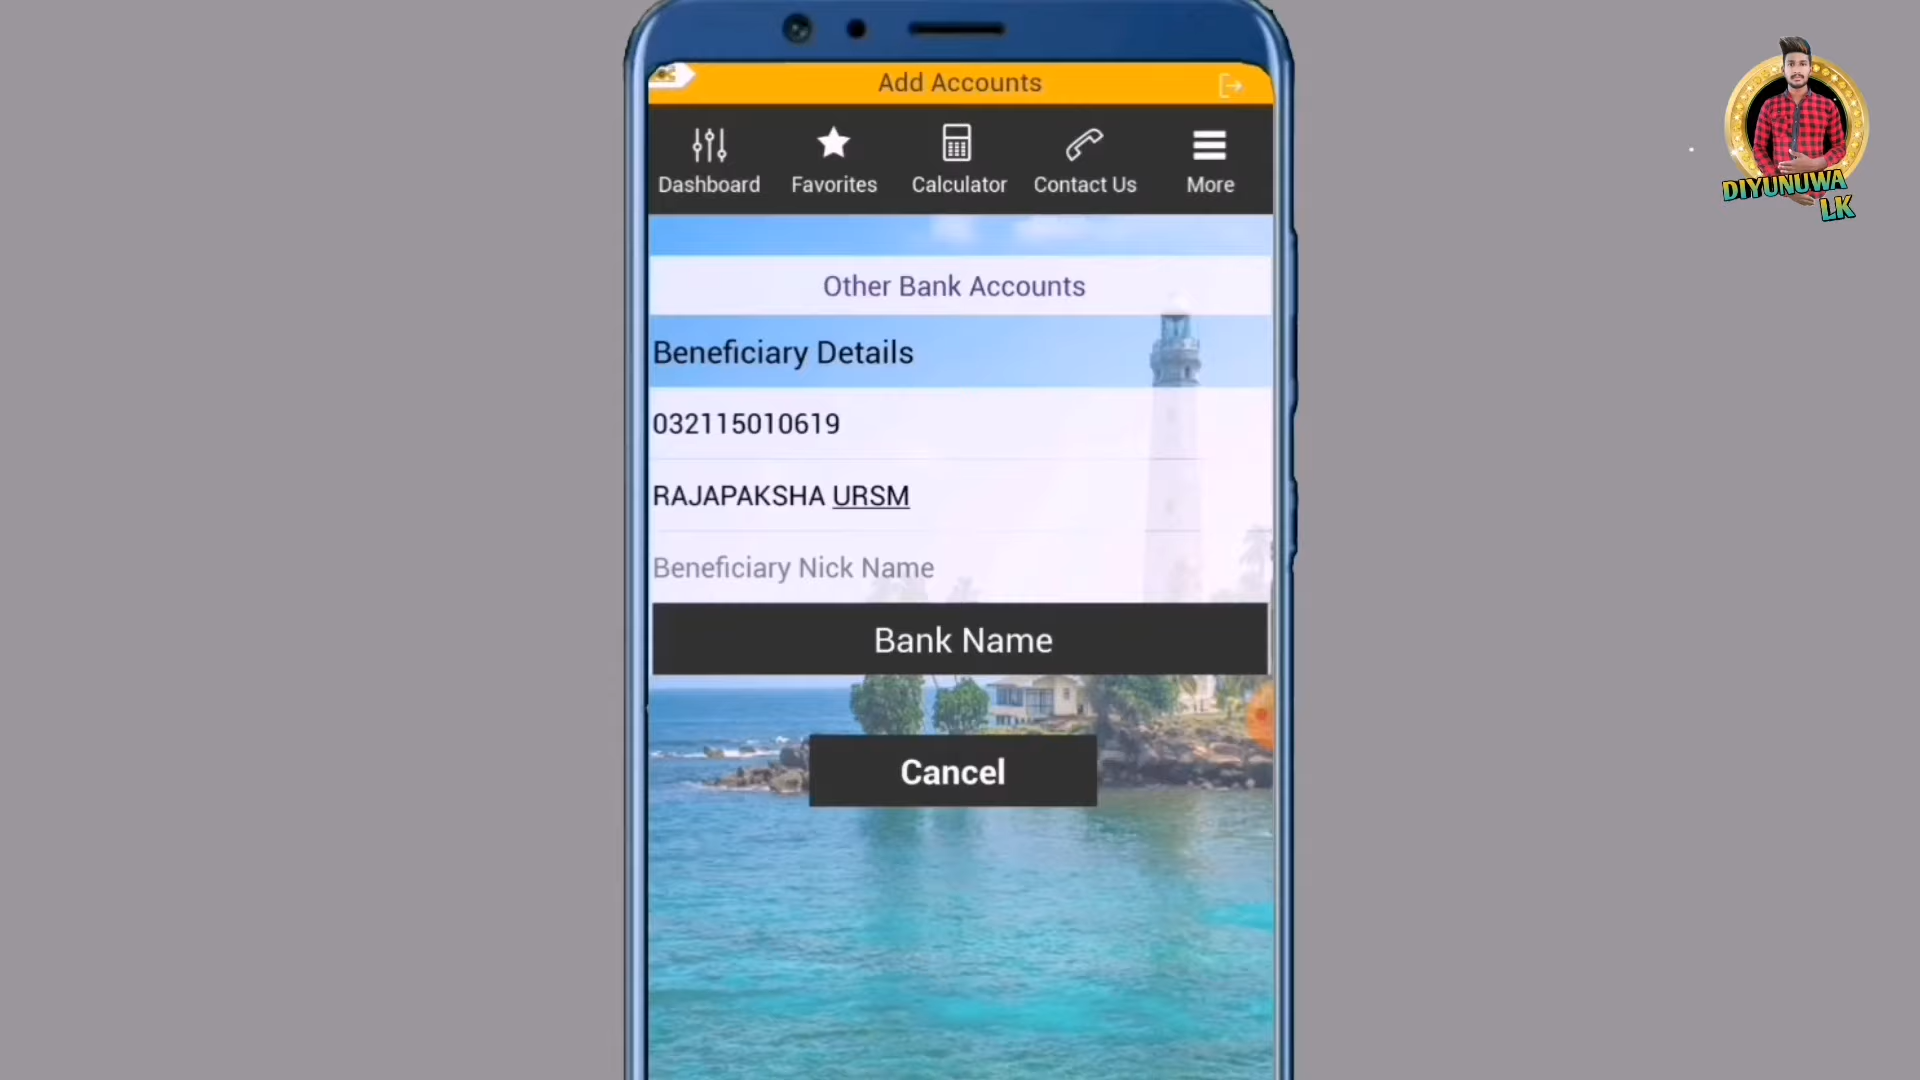 Add Accounts
Dashboard Favorites Calculator Contact Us More
DIYUNUWA
LK
Other Bank Accounts
Beneficiary Details
032115010619
RAJAPAKSHA URSM
Beneficiary Nick Name
Bank Name
Cancel